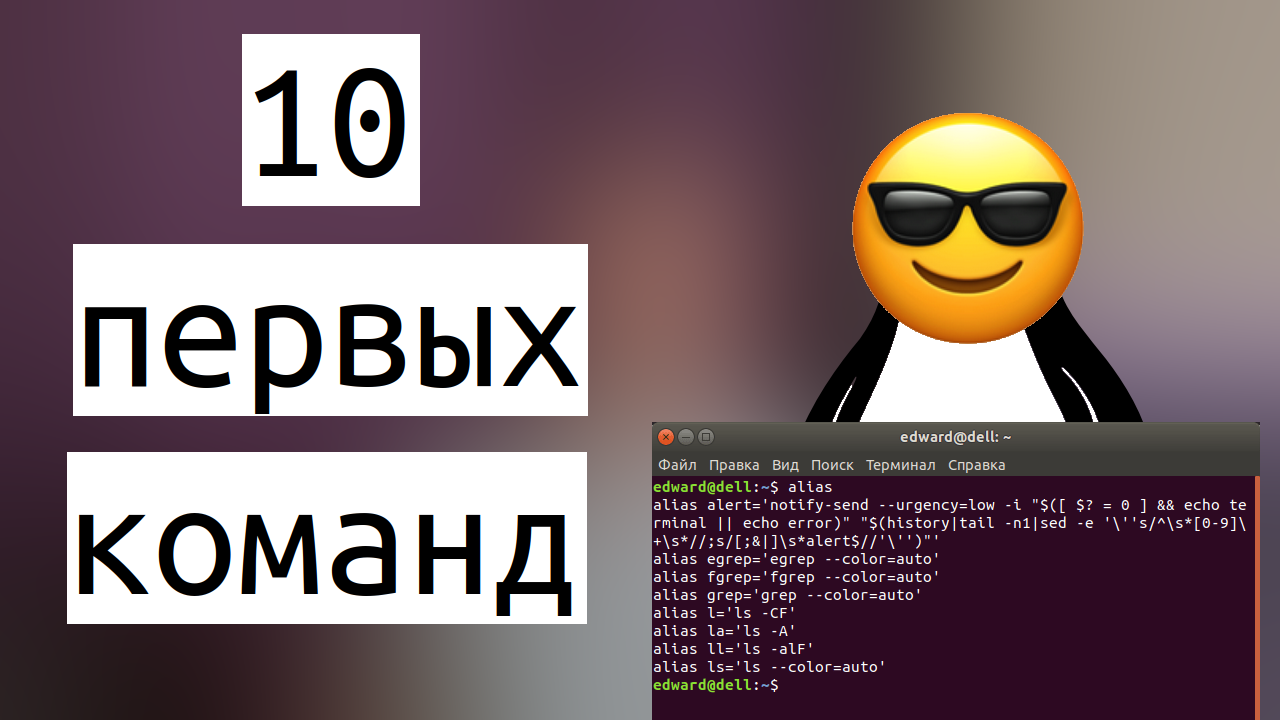 10
первых
команд
edward@dell: ~
Файл Правка Вид Поиск Терминал Справка
edward@dell:~$ alias
alias alert='notify-send --urgency=low -i "$([ $? = 0 ] && echo te
rminal || echo error)" "$(history|tail -n1|sed -e '\''s/^\s*[0-9]\
+\s*//;s/[;&|]\s*alert$//'\'')"'
alias egrep='egrep --color=auto'
alias fgrep='fgrep --color=auto'
alias grep='grep --color=auto'
alias l='ls -CF'
alias la='ls -A'
alias ll='ls -alF'
alias ls='ls --color=auto'
edward@dell:~$